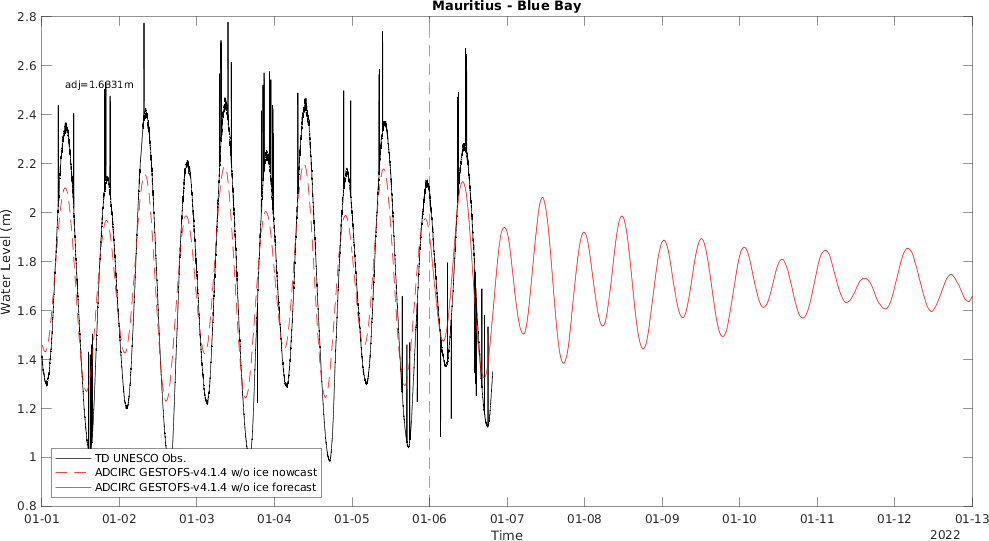 Mauritius - Blue Bay
2.8
2.6
2.4
2.2
2
1.8
1.6
1.4
1.2
1
0.8
Water Level (m)
adj=1.6831m
TD UNESCO Obs.
ADCIRC GESTOFS-v4.1.4 w/o ice nowcast
ADCIRC GESTOFS-v4.1.4 w/o ice forecast
01-01 01-02 01-03 01-04 01-05 01-06 01-07 01-08 01-09 01-10 01-11 01-12 01-13
Time
2022